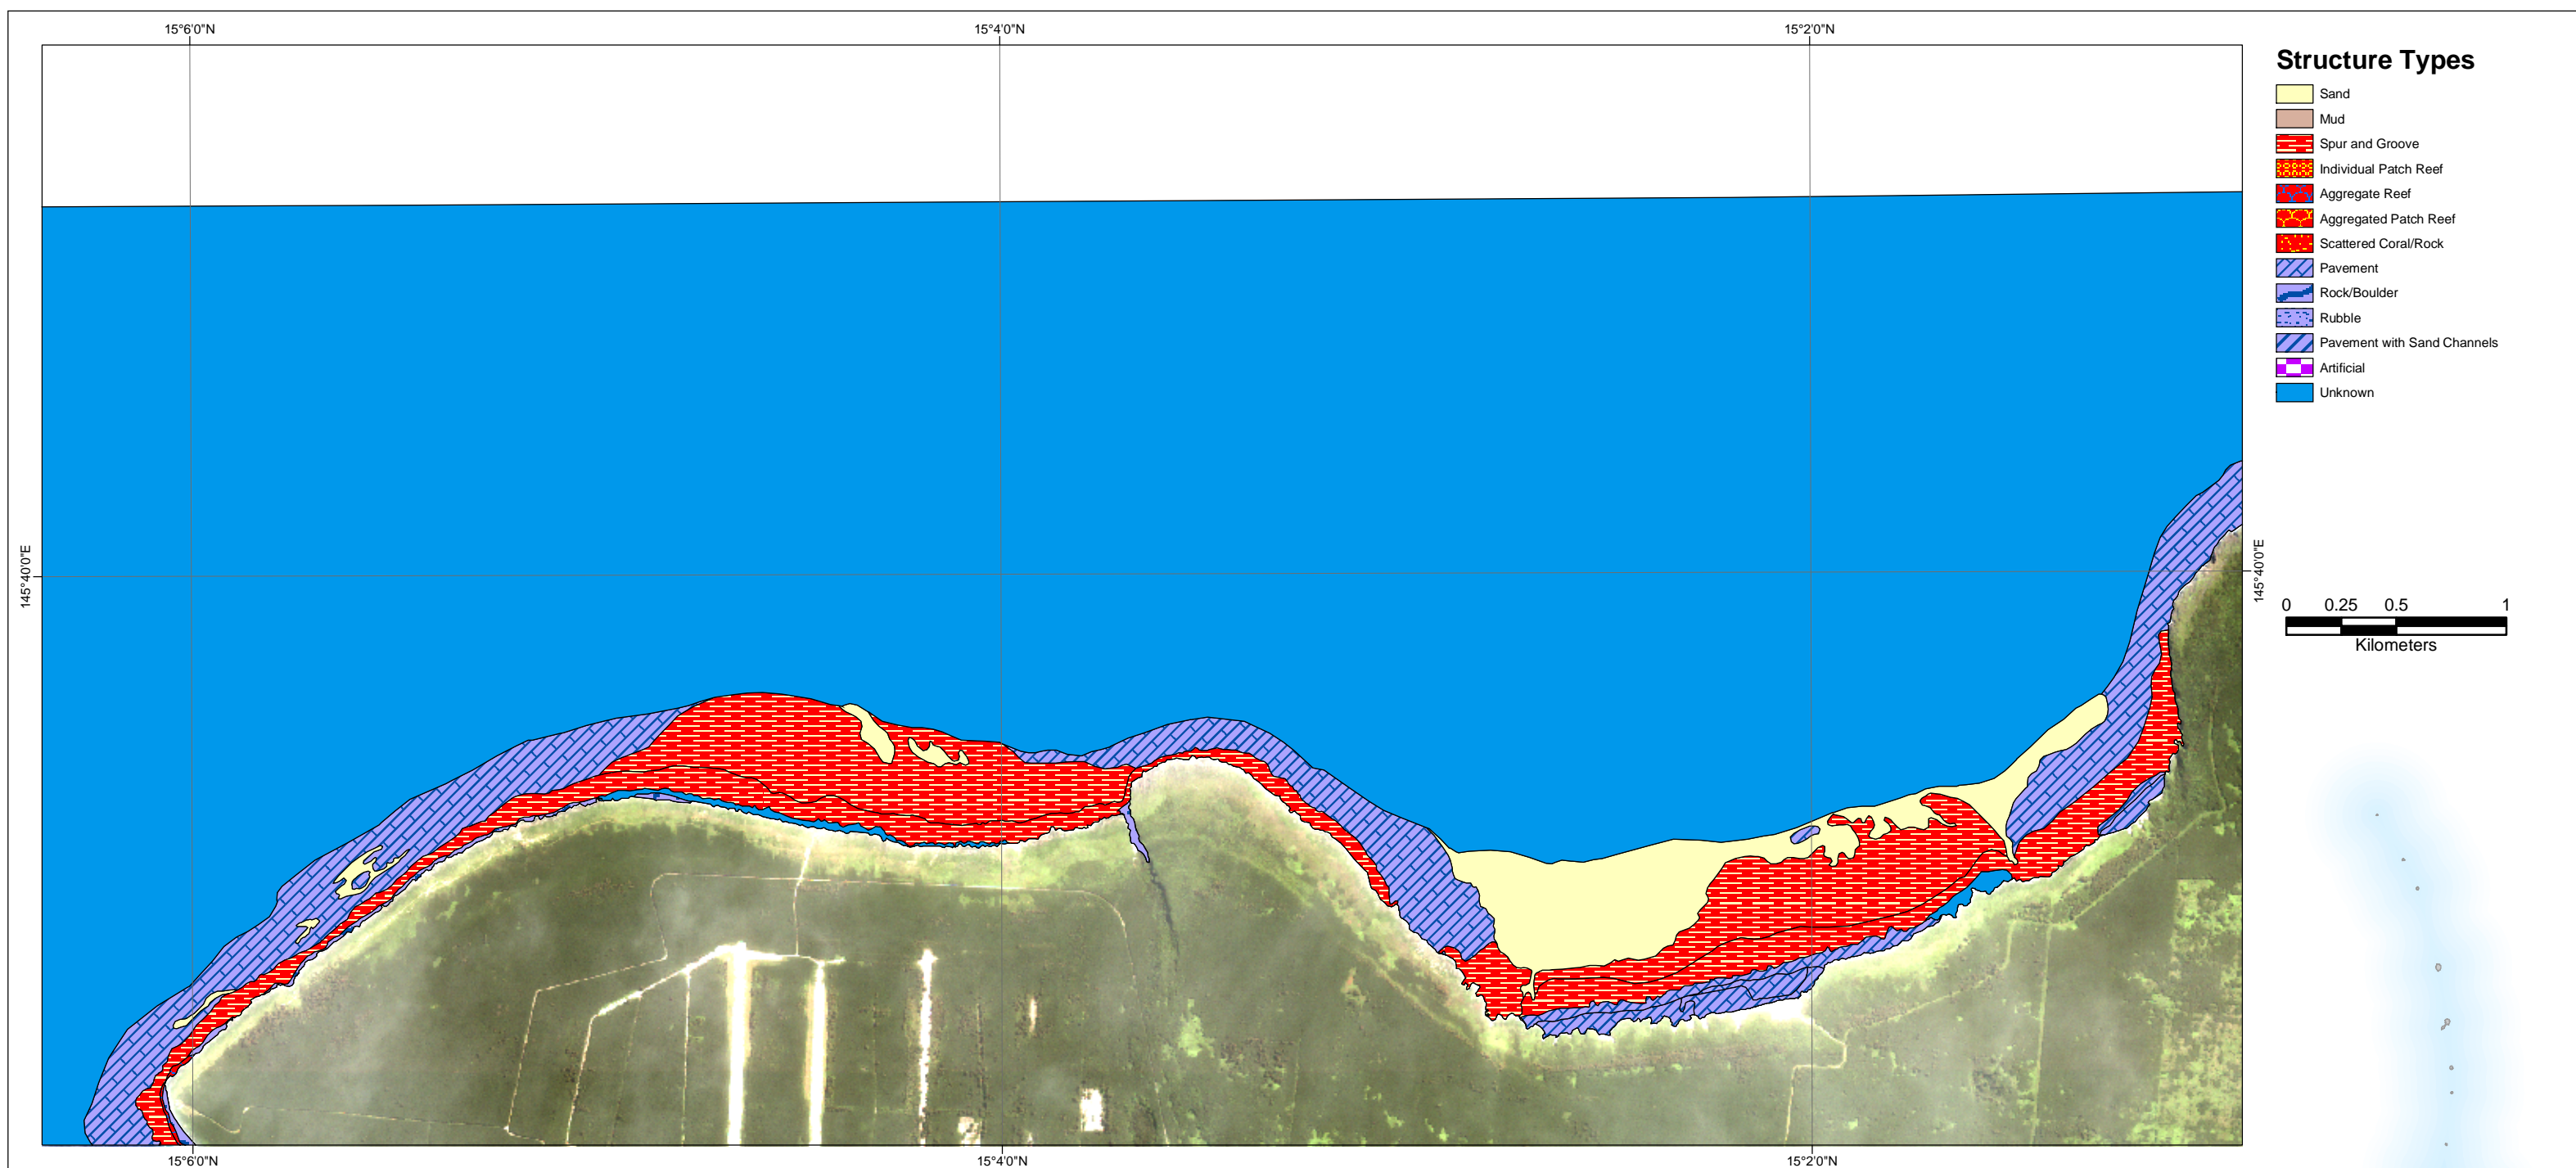 15°6'0"N 15°4'0"N 15°2'0"N
Structure Types
Sand
Mud
Spur and Groove
Individual Patch Reef
Aggregate Reef
Aggregated Patch Reef
Scattered Coral/Rock
Pavement
Rock/Boulder
Rubble
Pavement with Sand Channels
Artificial
Unknown
145°40'0"E 145°40'0"E
0 0.25 0.5 1
Kilometers
15°6'0"N 15°4'0"N 15°2'0"N